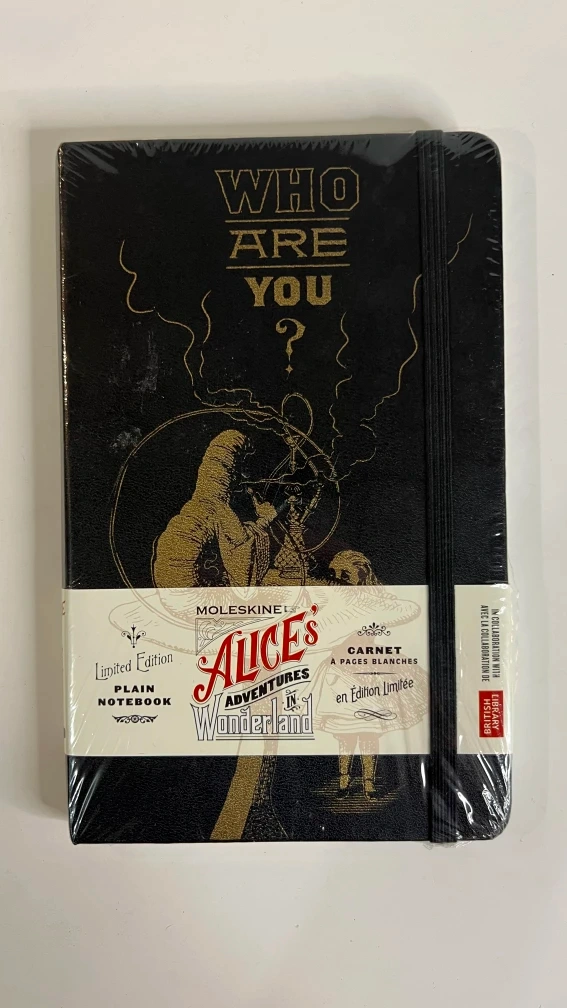 WHO
ARE
YOU
?
MOLESKINE
Limited Edition
PLAIN
NOTEBOOK
ALICE'S
ADVENTURES
IN
Wonderland
CARNET
À PAGES BLANCHES
en Édition Limitée
IN COLLABORATION WITH
AVEC LA COLLABORATION DE
BRITISH
LIBRARY